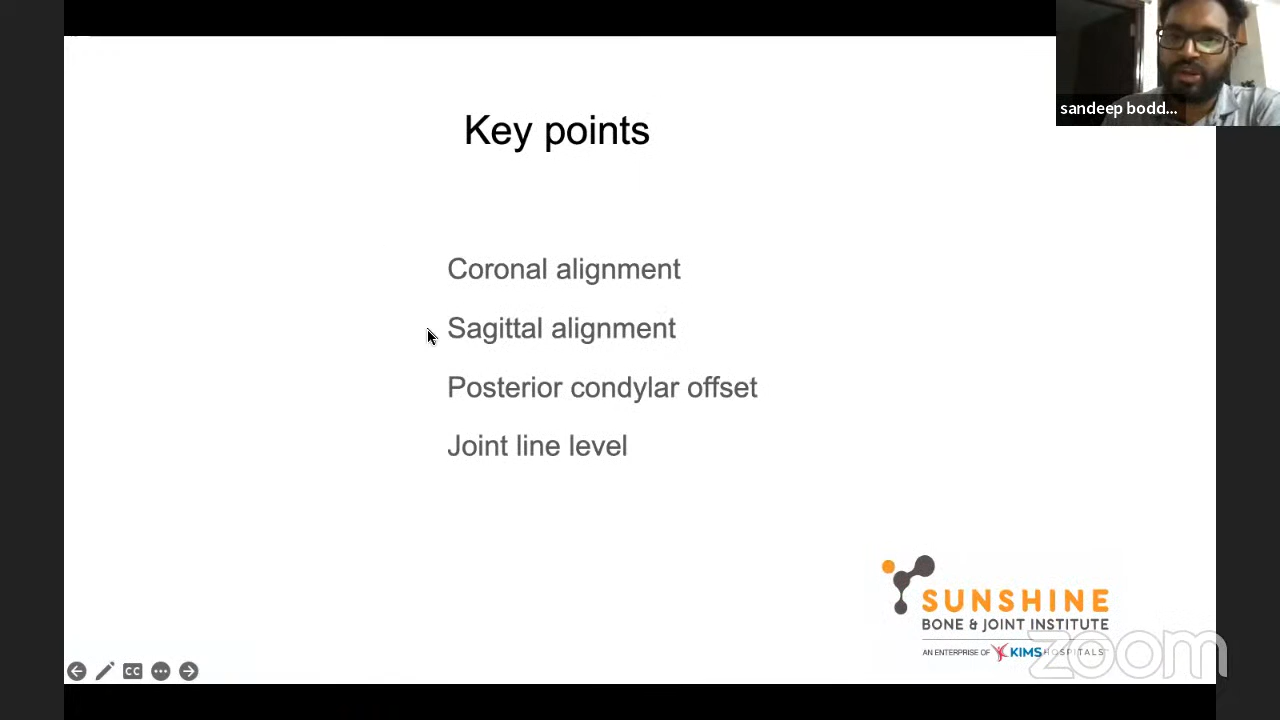 sandeep bodd...
Key points
Coronal alignment
Sagittal alignment
Posterior condylar offset
Joint line level
SUNSHINE
BONE & JOINT INSTITUTE
AN ENTERPRISE OF KIMS HOSPITALS
zoom
CC